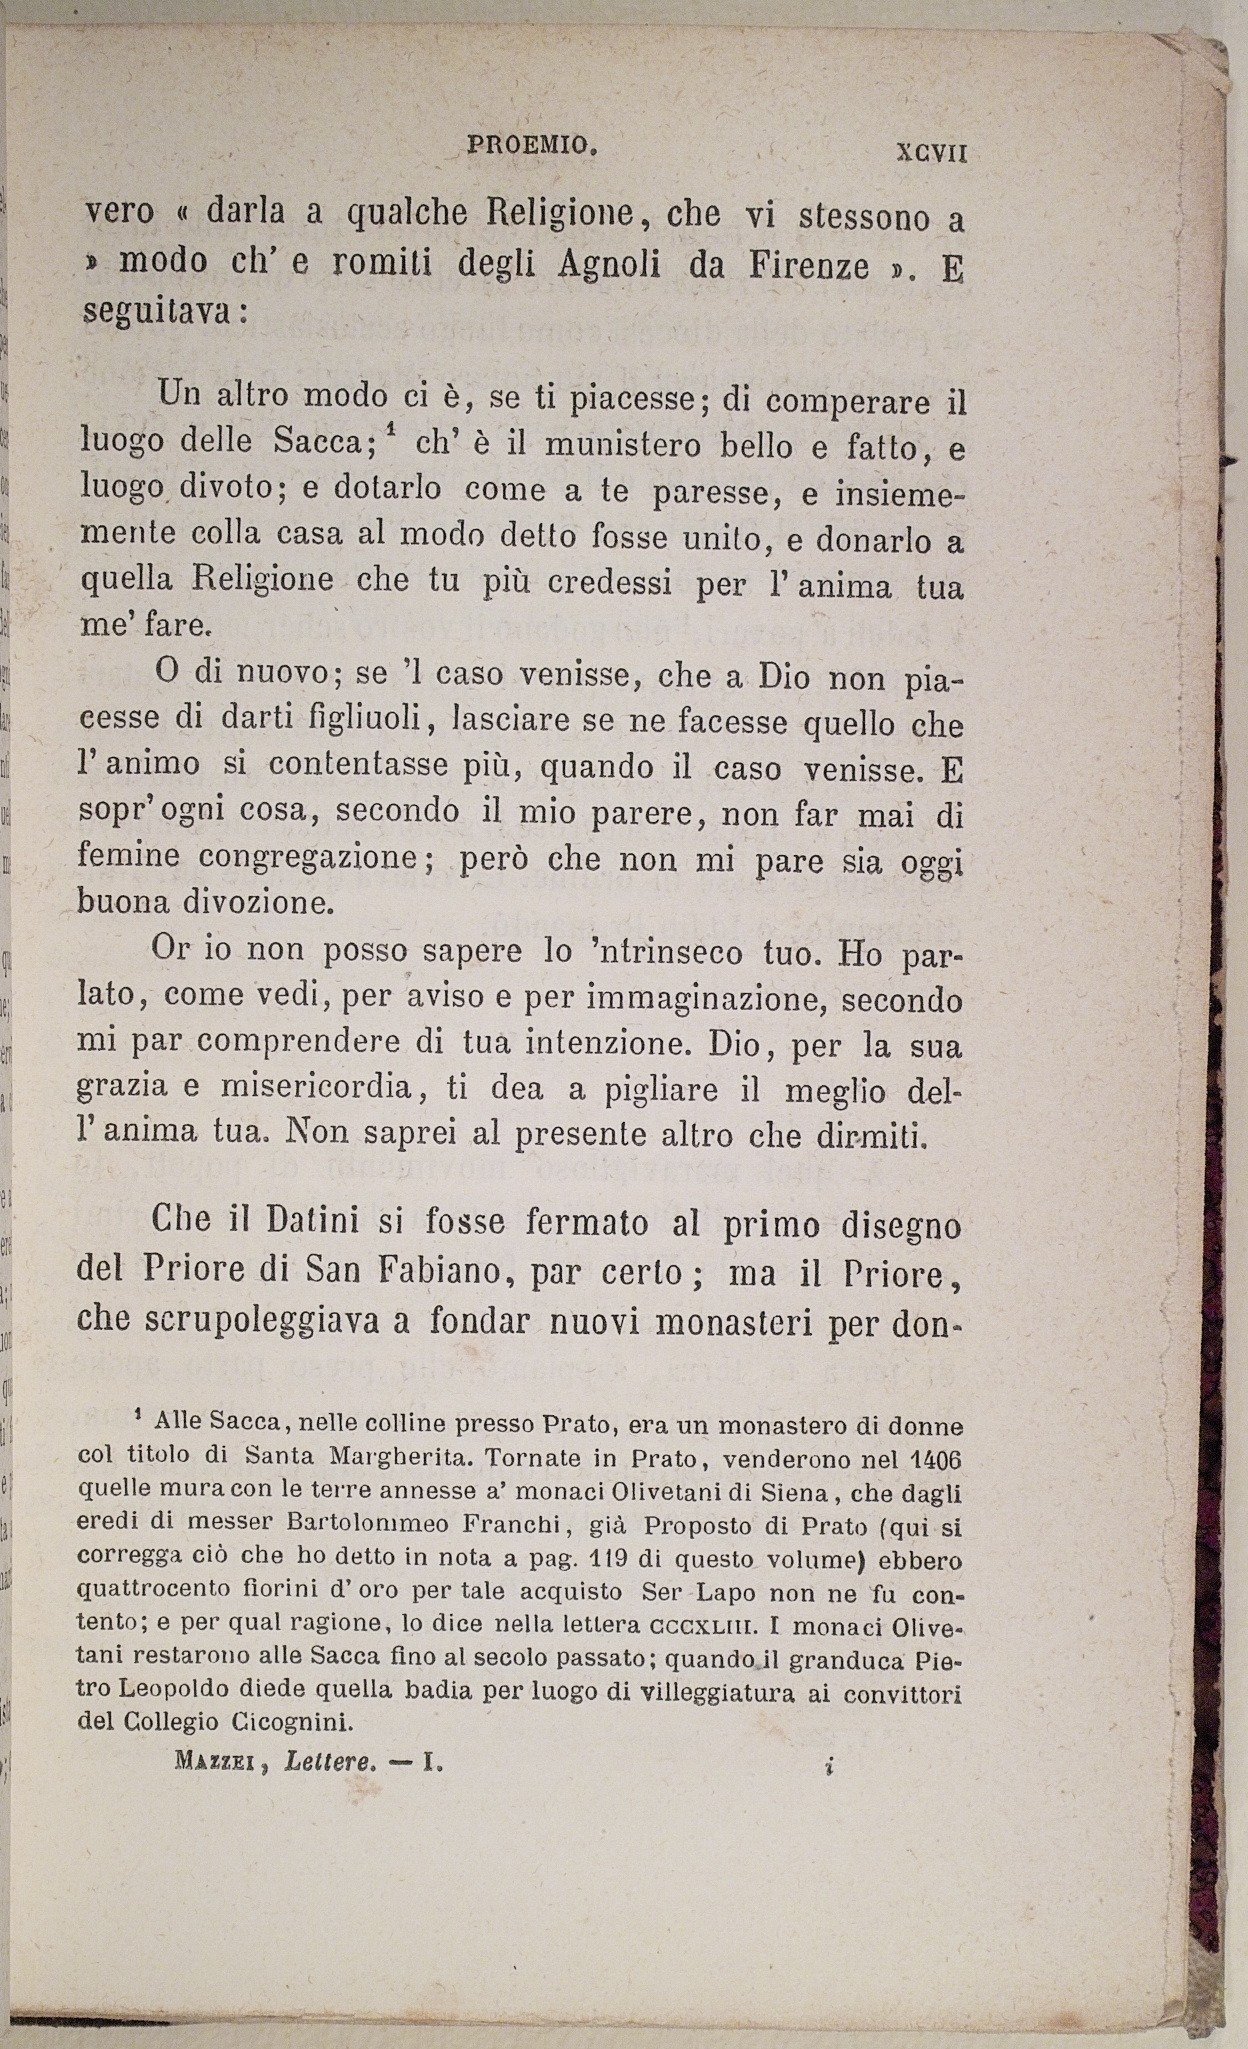 PROEMIO.
XCVII
vero « darla a qualche Religione, che vi stessono a
» modo ch' e romiti degli Agnoli da Firenze ». E
seguitava:
Un altro modo ci è, se ti piacesse; di comperare il
luogo delle Sacca;¹ ch' è il munistero bello e fatto, e
luogo divoto; e dotarlo come a te paresse, e insieme-
mente colla casa al modo detto fosse unito, e donarlo a
quella Religione che tu più credessi per l' anima tua
me' fare.
O di nuovo; se 'l caso venisse, che a Dio non pia-
cesse di darti figliuoli, lasciare se ne facesse quello che
l' animo si contentasse più, quando il caso venisse. E
sopr' ogni cosa, secondo il mio parere, non far mai di
femine congregazione; però che non mi pare sia oggi
buona divozione.
Or io non posso sapere lo 'ntrinseco tuo. Ho par-
lato, come vedi, per aviso e per immaginazione, secondo
mi par comprendere di tua intenzione. Dio, per la sua
grazia e misericordia, ti dea a pigliare il meglio del-
l' anima tua. Non saprei al presente altro che dirmiti.
Che il Datini si fosse fermato al primo disegno
del Priore di San Fabiano, par certo; ma il Priore,
che scrupoleggiava a fondar nuovi monasteri per don-
¹ Alle Sacca, nelle colline presso Prato, era un monastero di donne
col titolo di Santa Margherita. Tornate in Prato, venderono nel 1406
quelle mura con le terre annesse a' monaci Olivetani di Siena, che dagli
eredi di messer Bartolommeo Franchi, già Proposto di Prato (qui si
corregga ciò che ho detto in nota a pag. 119 di questo volume) ebbero
quattrocento fiorini d' oro per tale acquisto Ser Lapo non ne fu con-
tento; e per qual ragione, lo dice nella lettera CCCXLIII. I monaci Olive-
tani restarono alle Sacca fino al secolo passato; quando il granduca Pie-
tro Leopoldo diede quella badia per luogo di villeggiatura ai convittori
del Collegio Cicognini.
MAZZEI, Lettere. — I.
i